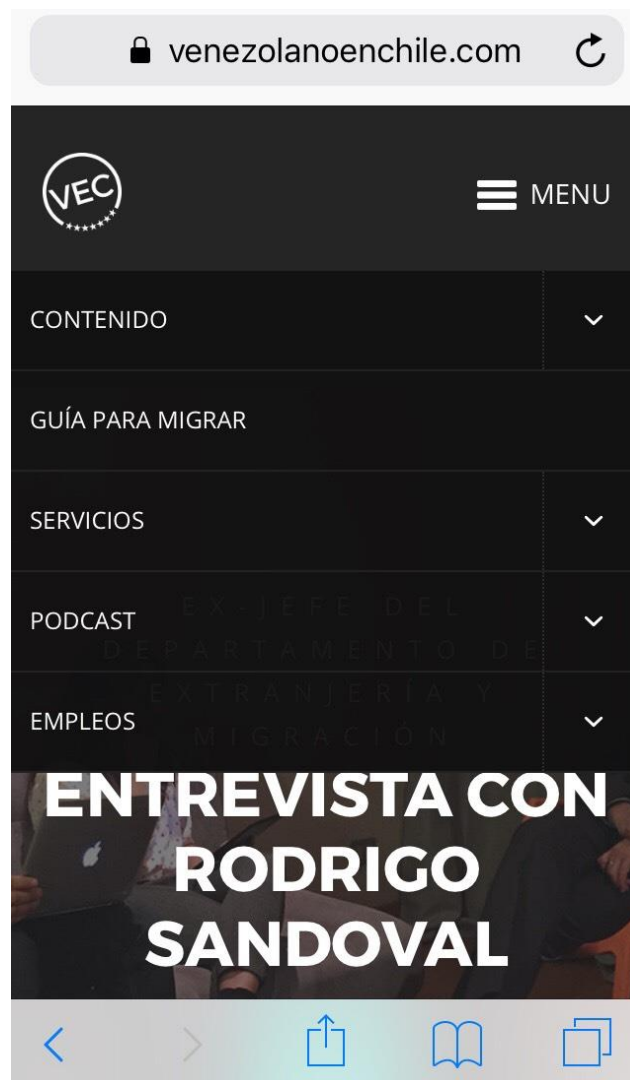 venezolanoenchile.com
VEC
MENU
CONTENIDO
GUÍA PARA MIGRAR
SERVICIOS
PODCAST
EX-JEFE DEL
DEPARTAMENTO DE
EXTRANJERÍA Y
EMPLEOS
MIGRACIÓN
ENTREVISTA CON
RODRIGO
SANDOVAL